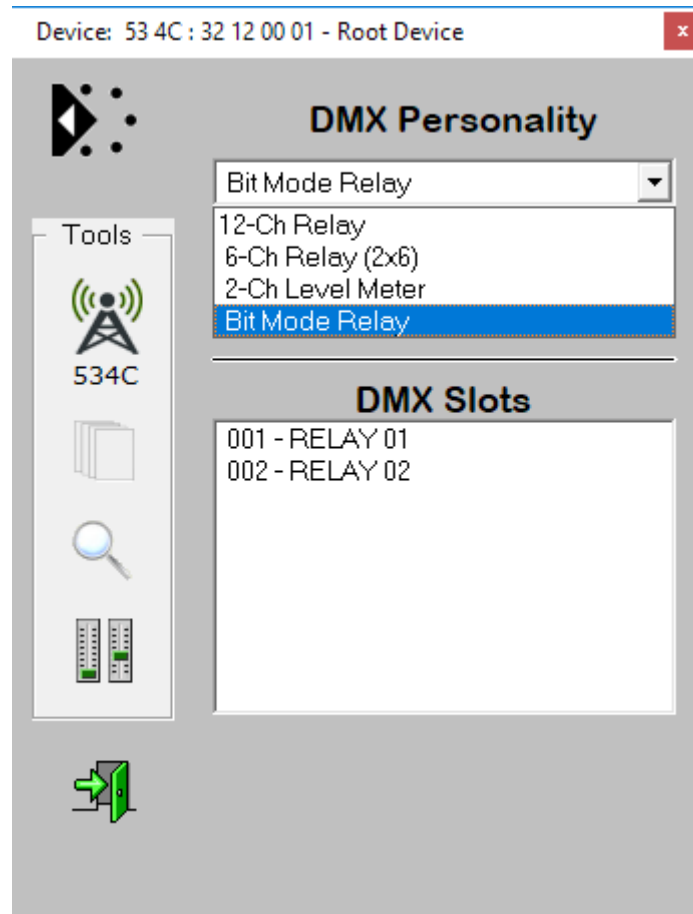 Device: 53 4C : 32 12 00 01 - Root Device
x
DMX Personality
Bit Mode Relay
12-Ch Relay
6-Ch Relay (2x6)
2-Ch Level Meter
Bit Mode Relay
Tools
534C
DMX Slots
001 - RELAY 01
002 - RELAY 02